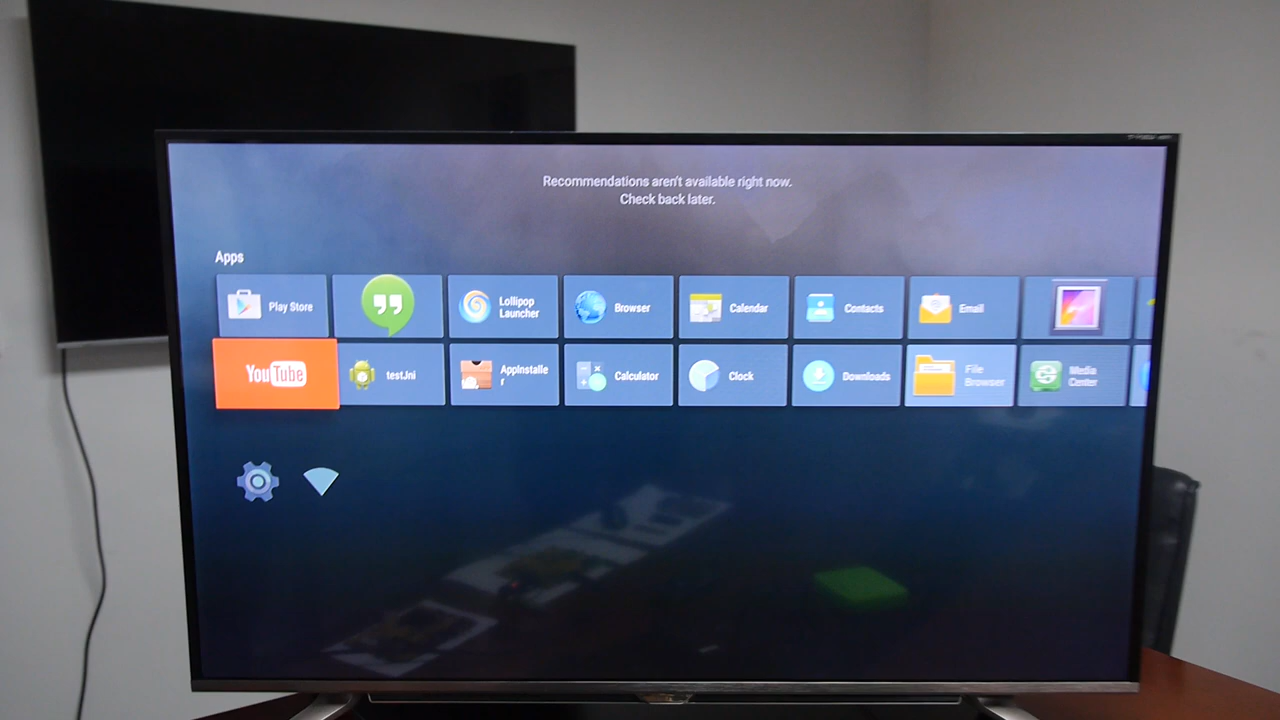 Recommendations aren't available right now.
Check back later.
Apps
Play Store
Lollipop
Launcher
Browser
Calendar
Contacts
Email
YouTube
testJni
AppInstalle
r
Calculator
Clock
Downloads
File
Browser
Media
Center